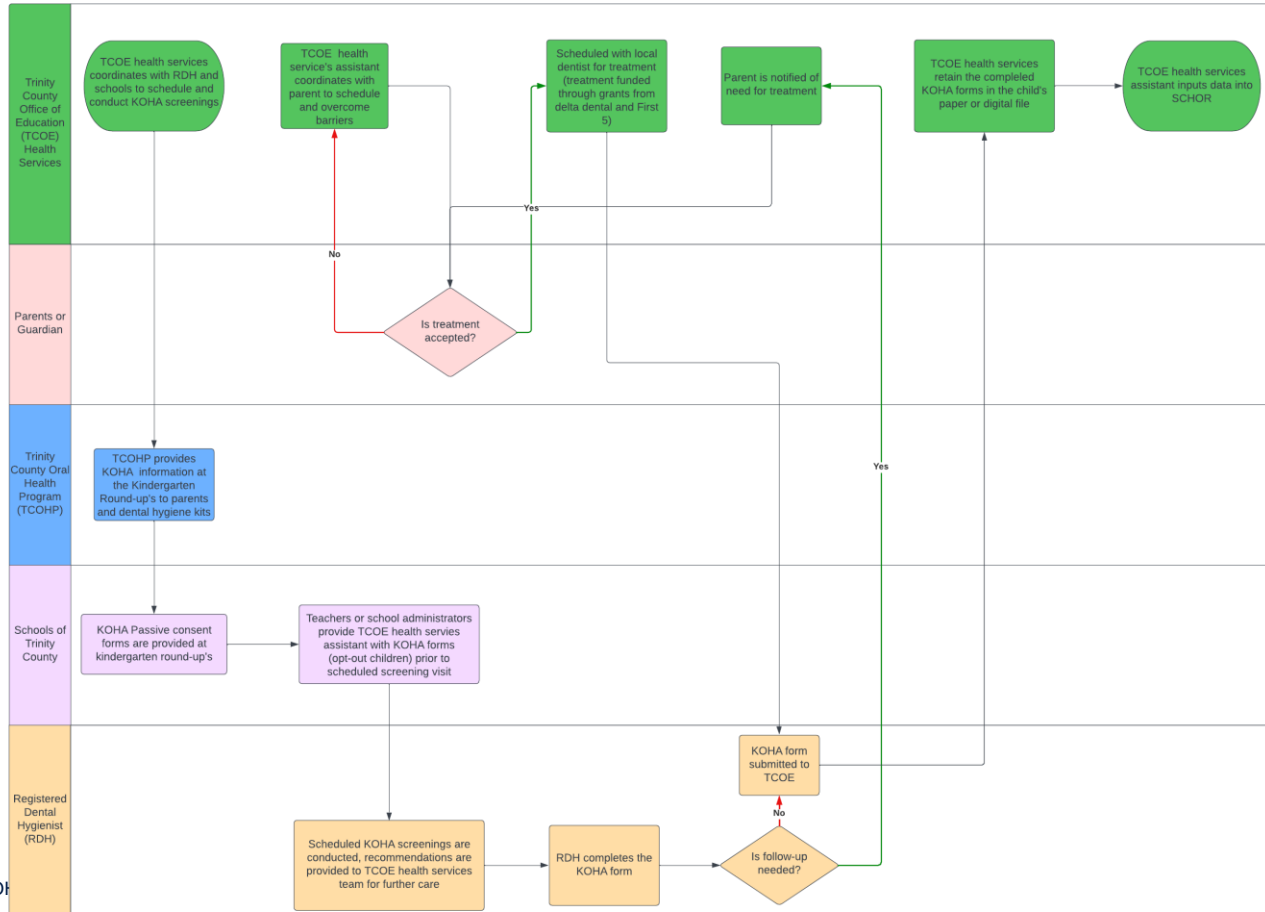 Trinity
County
Office of
Education
(TCOE)
Health
Services
TCOE health services
coordinates with RDH and
schools to schedule and
conduct KOHA screenings
TCOE health
service's assistant
coordinates with
parent to schedule
and overcome
barriers
Scheduled with local
dentist for treatment
(treatment funded
through grants from
delta dental and First
5)
Parent is notified of
need for treatment
TCOE health services
retain the compleled
KOHA forms in the child's
paper or digital file
TCOE health services
assistant inputs data into
SCHOR
Yes
No
Parents or
Guardian
Is treatment
accepted?
Trinity
County Oral
Health
Program
(TCOHP)
TCOHP provides
KOHA information at
the Kindergarten
Round-up's to parents
and dental hygiene kits
Yes
Schools of
Trinity
County
KOHA Passive consent
forms are provided at
kindergarten round-up's
Teachers or school administrators
provide TCOE health servies
assistant with KOHA forms
(opt-out children) prior to
scheduled screening visit
Registered
Dental
Hygienist
(RDH)
KOHA form
submitted to
TCOE
No
Scheduled KOHA screenings are
conducted, recommendations are
provided to TCOE health services
team for further care
RDH completes the
KOHA form
Is follow-up
needed?